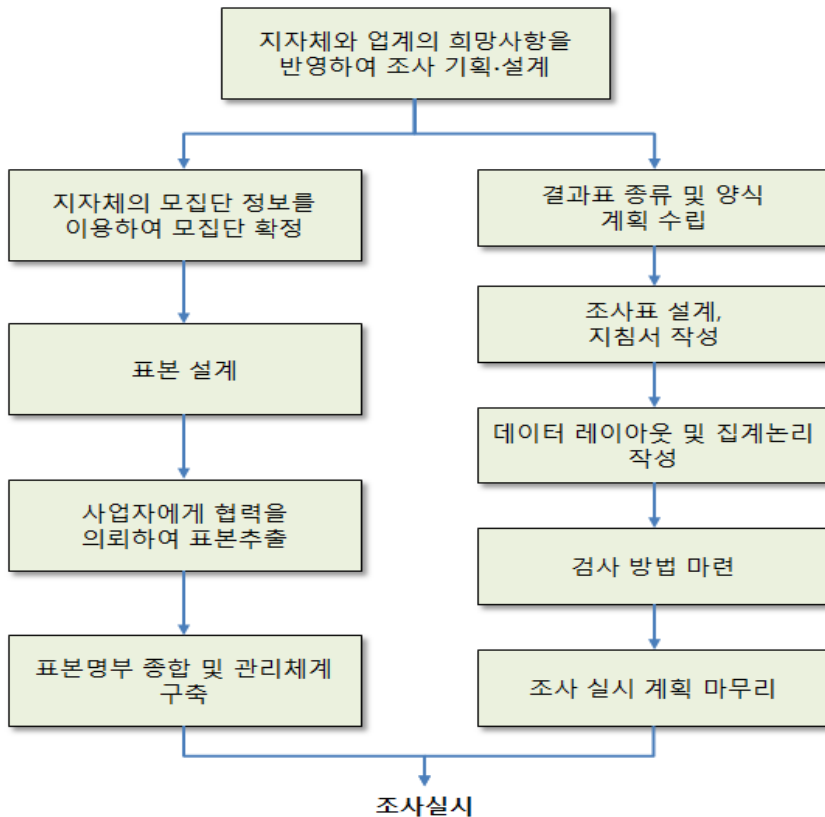 지자체와 업계의 희망사항을
반영하여 조사 기획·설계
지자체의 모집단 정보를
이용하여 모집단 확정
표본 설계
사업자에게 협력을
의뢰하여 표본추출
표본명부 종합 및 관리체계
구축
결과표 종류 및 양식
계획 수립
조사표 설계,
지침서 작성
데이터 레이아웃 및 집계논리
작성
검사 방법 마련
조사 실시 계획 마무리
조사실시